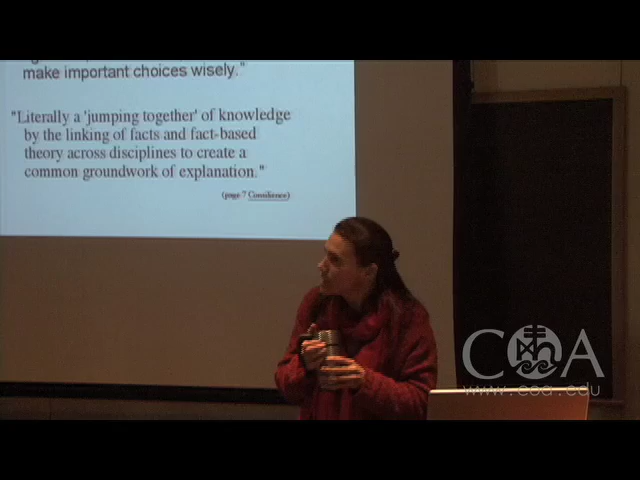 make important choices wisely."
"Literally a 'jumping together' of knowledge
by the linking of facts and fact-based
theory across disciplines to create a
common groundwork of explanation."
(page 7 Consilience)
COA
www.coa.edu